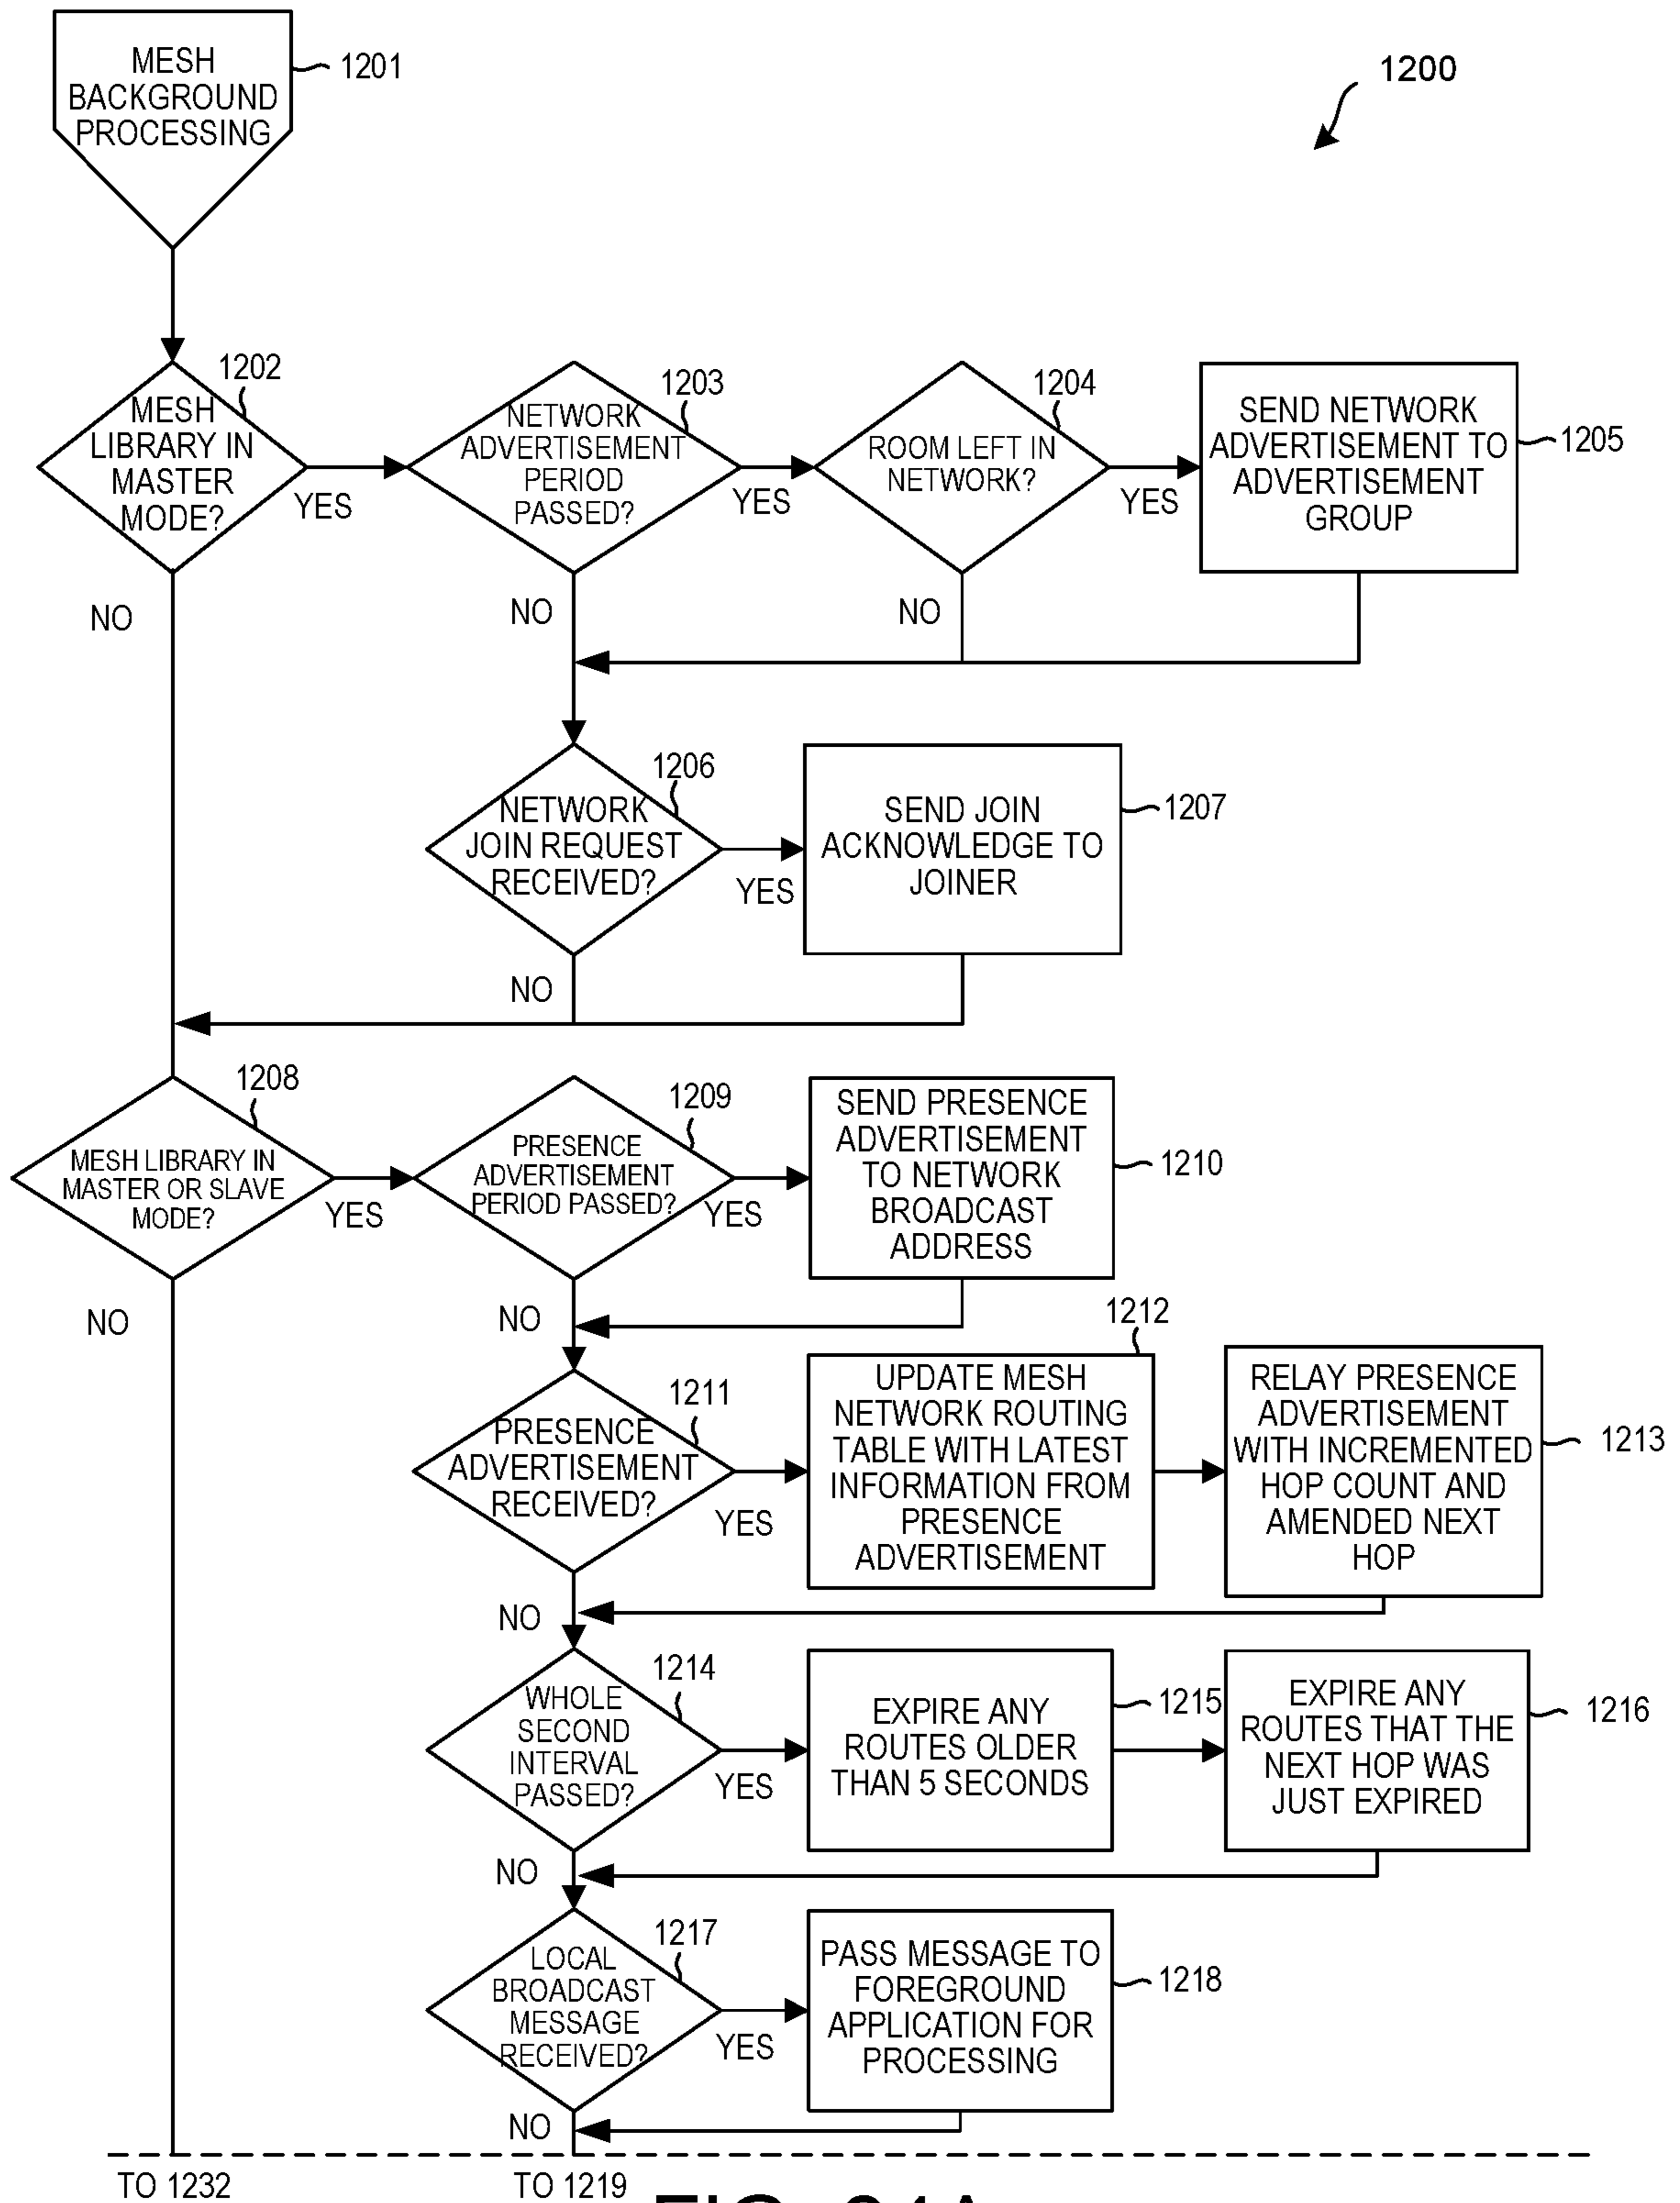 MESH
BACKGROUND
PROCESSING
1201
1200
1202
MESH
LIBRARY IN
MASTER
MODE?
YES
NO
1203
NETWORK
ADVERTISEMENT
PERIOD
PASSED?
YES
NO
1204
ROOM LEFT IN
NETWORK?
YES
NO
SEND NETWORK
ADVERTISEMENT TO
ADVERTISEMENT
GROUP
1205
1206
NETWORK
JOIN REQUEST
RECEIVED?
YES
NO
SEND JOIN
ACKNOWLEDGE TO
JOINER
1207
1208
MESH LIBRARY IN
MASTER OR SLAVE
MODE?
YES
NO
1209
PRESENCE
ADVERTISEMENT
PERIOD PASSED?
YES
NO
SEND PRESENCE
ADVERTISEMENT
TO NETWORK
BROADCAST
ADDRESS
1210
1211
PRESENCE
ADVERTISEMENT
RECEIVED?
YES
NO
1212
UPDATE MESH
NETWORK ROUTING
TABLE WITH LATEST
INFORMATION FROM
PRESENCE
ADVERTISEMENT
RELAY PRESENCE
ADVERTISEMENT
WITH INCREMENTED
HOP COUNT AND
AMENDED NEXT
HOP
1213
1214
WHOLE
SECOND
INTERVAL
PASSED?
YES
NO
EXPIRE ANY
ROUTES OLDER
THAN 5 SECONDS
1215
EXPIRE ANY
ROUTES THAT THE
NEXT HOP WAS
JUST EXPIRED
1216
1217
LOCAL
BROADCAST
MESSAGE
RECEIVED?
YES
NO
PASS MESSAGE TO
FOREGROUND
APPLICATION FOR
PROCESSING
1218
TO 1232
TO 1219